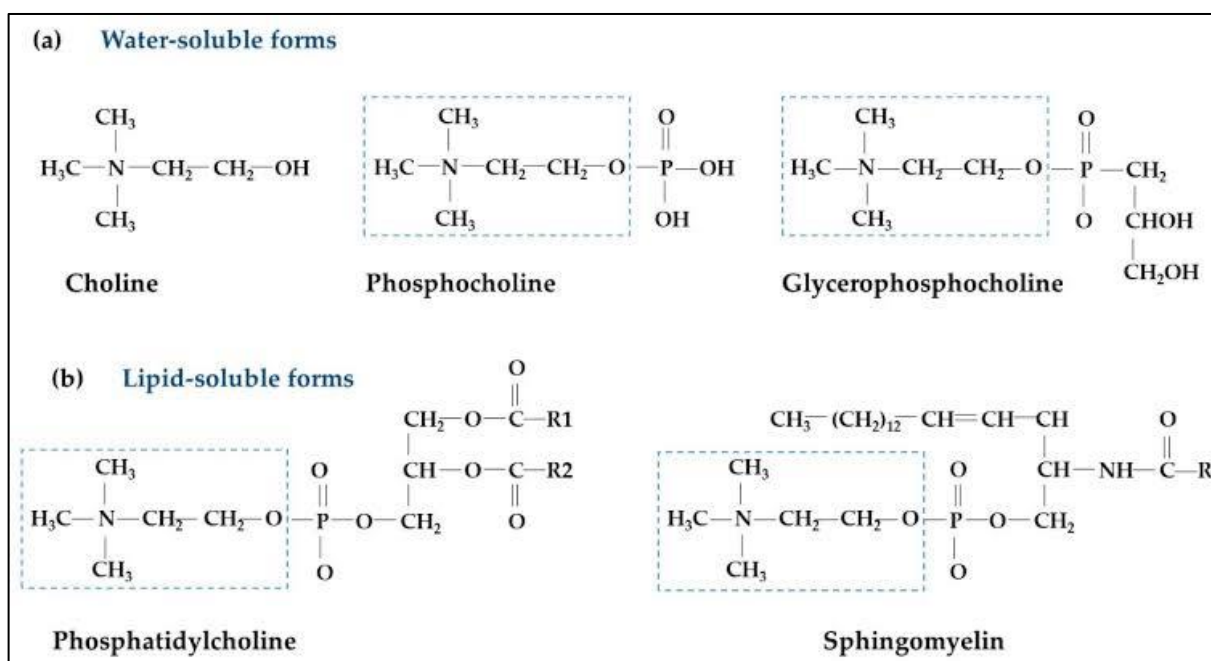 (a) Water-soluble forms
CH₃
H₃C—N—CH₂—CH₂—OH
CH₃
Choline
CH₃ O
H₃C—N—CH₂—CH₂—O—P—OH
CH₃ OH
Phosphocholine
CH₃ O
H₃C—N—CH₂—CH₂—O—P—CH₂
CH₃ O CHOH
CH₂OH
Glycerophosphocholine
(b) Lipid-soluble forms
O
CH₂—O—C—R1
CH₃ O CH—O—C—R2
H₃C—N—CH₂—CH₂—O—P—O—CH₂ O
CH₃ O
Phosphatidylcholine
CH₃—(CH₂)₁₂—CH=CH—CH O
CH₃ O CH—NH—C—R
H₃C—N—CH₂—CH₂—O—P—O—CH₂
CH₃ O
Sphingomyelin